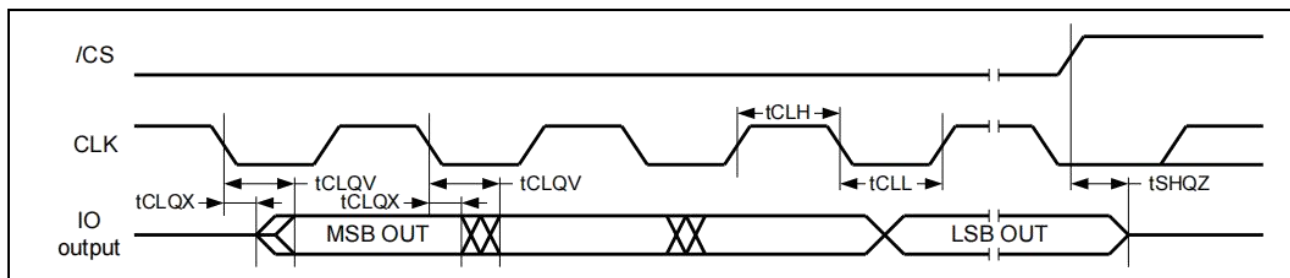 /CS
CLK
tCLH
tCLQV
tCLQV
tCLL
tSHQZ
tCLQX
tCLQX
IO
output
MSB OUT
LSB OUT